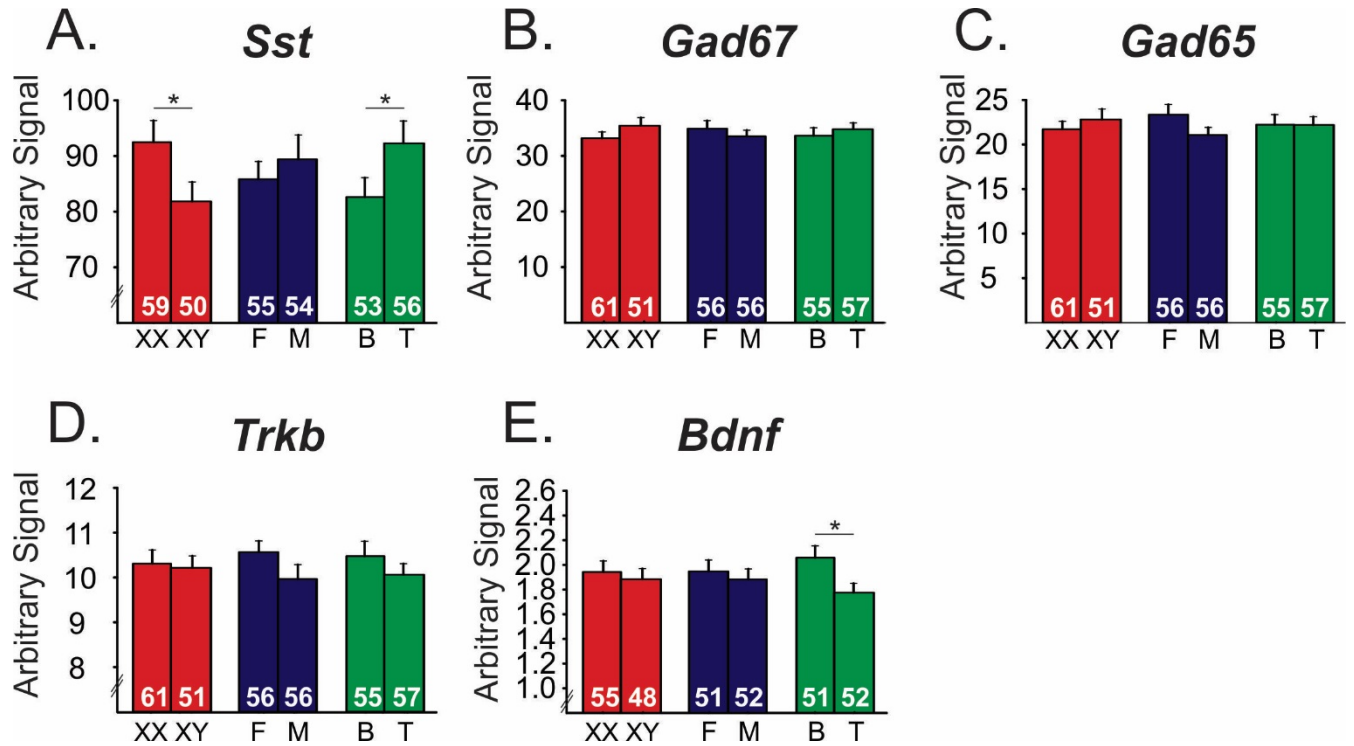 A.
Sst
Arbitrary Signal
100
90
80
70
*
*
59 50 55 54 53 56
XX XY F M B T
B.
Gad67
Arbitrary Signal
40
30
20
10
61 51 56 56 55 57
XX XY F M B T
C.
Gad65
Arbitrary Signal
25
20
15
10
5
61 51 56 56 55 57
XX XY F M B T
D.
Trkb
Arbitrary Signal
12
11
10
9
8
61 51 56 56 55 57
XX XY F M B T
E.
Bdnf
Arbitrary Signal
2.6
2.4
2.2
2.0
1.8
1.6
1.4
1.2
1.0
*
55 48 51 52 51 52
XX XY F M B T